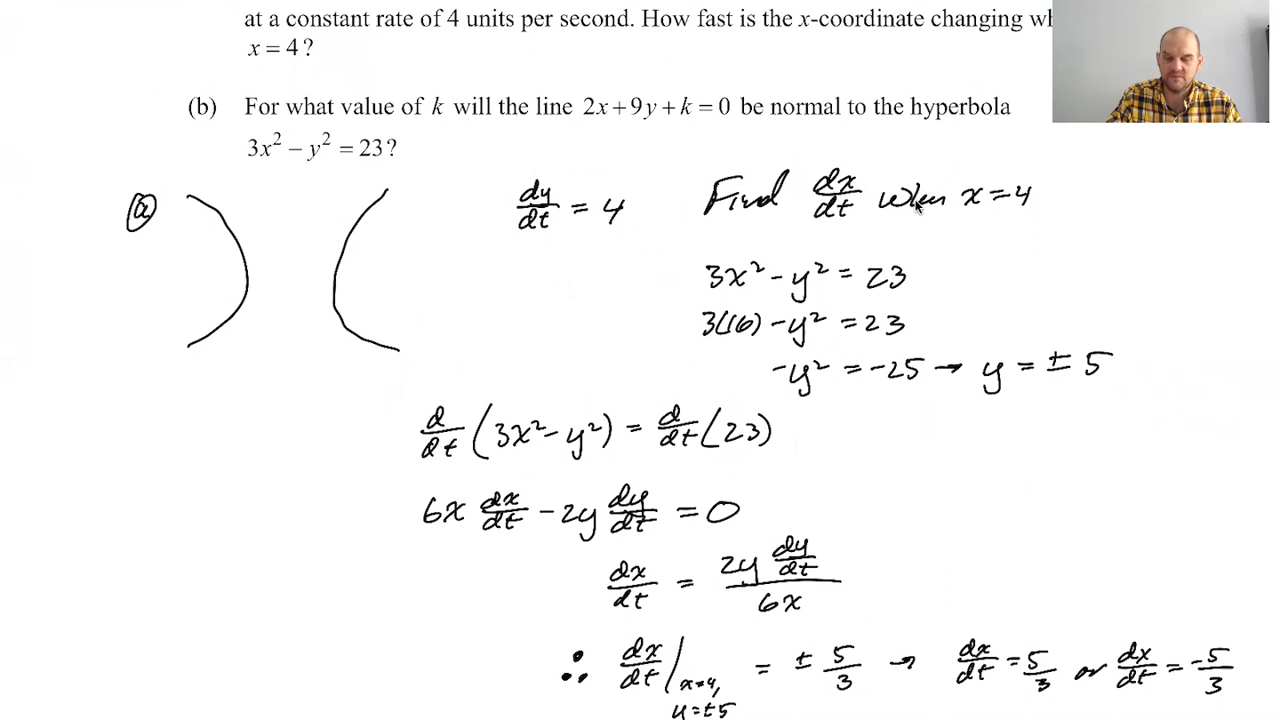 at a constant rate of 4 units per second. How fast is the x-coordinate changing
x = 4?
(b) For what value of k will the line 2x+9y+k = 0 be normal to the hyperbola
3x² − y² = 23?
(a)
dy/dt = 4
Find dx/dt when x = 4
3x² - y² = 23
3(16) - y² = 23
-y² = -25 → y = ± 5
d/dt (3x² - y²) = d/dt (23)
6x dx/dt - 2y dy/dt = 0
dx/dt = 2y dy/dt / 6x
∴ dx/dt | x=4, y=±5 = ± 5/3 → dx/dt = 5/3 or dx/dt = -5/3